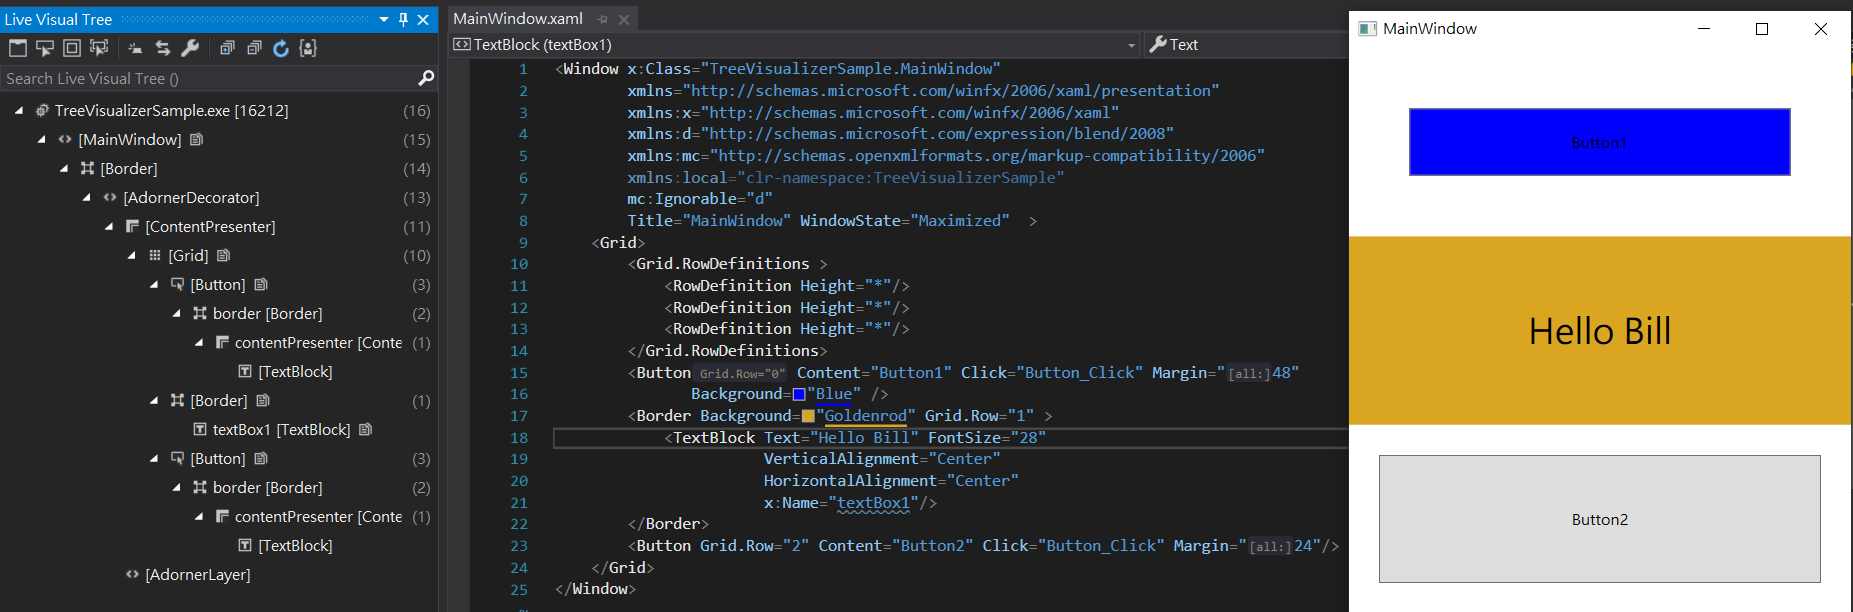 Live Visual Tree
Search Live Visual Tree ()
TreeVisualizerSample.exe [16212] (16)
[MainWindow] (15)
[Border] (14)
[AdornerDecorator] (13)
[ContentPresenter] (11)
[Grid] (10)
[Button] (3)
border [Border] (2)
contentPresenter [Conte (1)
[TextBlock]
[Border] (1)
textBox1 [TextBlock]
[Button] (3)
border [Border] (2)
contentPresenter [Conte (1)
[TextBlock]
[AdornerLayer]
MainWindow.xaml
TextBlock (textBox1) Text
1 <Window x:Class="TreeVisualizerSample.MainWindow"
2 xmlns="http://schemas.microsoft.com/winfx/2006/xaml/presentation"
3 xmlns:x="http://schemas.microsoft.com/winfx/2006/xaml"
4 xmlns:d="http://schemas.microsoft.com/expression/blend/2008"
5 xmlns:mc="http://schemas.openxmlformats.org/markup-compatibility/2006"
6 xmlns:local="clr-namespace:TreeVisualizerSample"
7 mc:Ignorable="d"
8 Title="MainWindow" WindowState="Maximized" >
9 <Grid>
10 <Grid.RowDefinitions >
11 <RowDefinition Height="*"/>
12 <RowDefinition Height="*"/>
13 <RowDefinition Height="*"/>
14 </Grid.RowDefinitions>
15 <Button Grid.Row="0" Content="Button1" Click="Button_Click" Margin="[all:]48"
16 Background="Blue" />
17 <Border Background="Goldenrod" Grid.Row="1" >
18 <TextBlock Text="Hello Bill" FontSize="28"
19 VerticalAlignment="Center"
20 HorizontalAlignment="Center"
21 x:Name="textBox1"/>
22 </Border>
23 <Button Grid.Row="2" Content="Button2" Click="Button_Click" Margin="[all:]24"/>
24 </Grid>
25 </Window>
MainWindow
Button1
Hello Bill
Button2